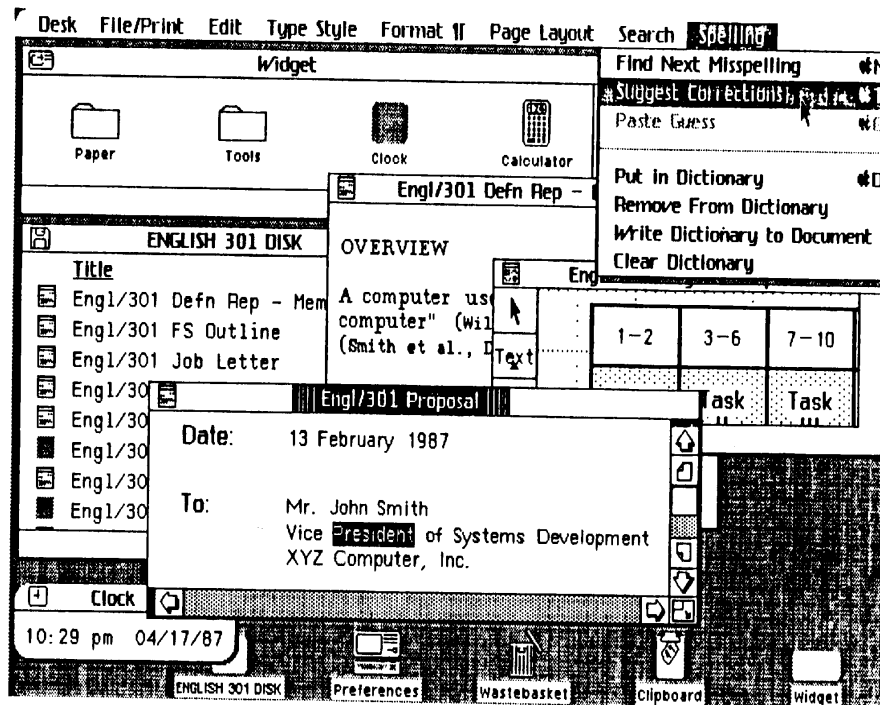 Desk File/Print Edit Type Style Format ¶ Page Layout Search Spelling
Widget
Paper
Tools
Clock
Calculator
Find Next Misspelling
Suggest Corrections
Paste Guess
Put in Dictionary
Remove From Dictionary
Write Dictionary to Document
Clear Dictionary
ENGLISH 301 DISK
Title
Engl/301 Defn Rep - Mem
Engl/301 FS Outline
Engl/301 Job Letter
Engl/30
Engl/30
Engl/30
Engl/30
Engl/30
Engl/301 Defn Rep -
OVERVIEW
A computer us
computer" (Wil
(Smith et al., D
Eng
Text
1-2 3-6 7-10
Task Task
Engl/301 Proposal
Date: 13 February 1987
To: Mr. John Smith
Vice President of Systems Development
XYZ Computer, Inc.
Clock
10:29 pm 04/17/87
ENGLISH 301 DISK
Preferences
Wastebasket
Clipboard
Widget